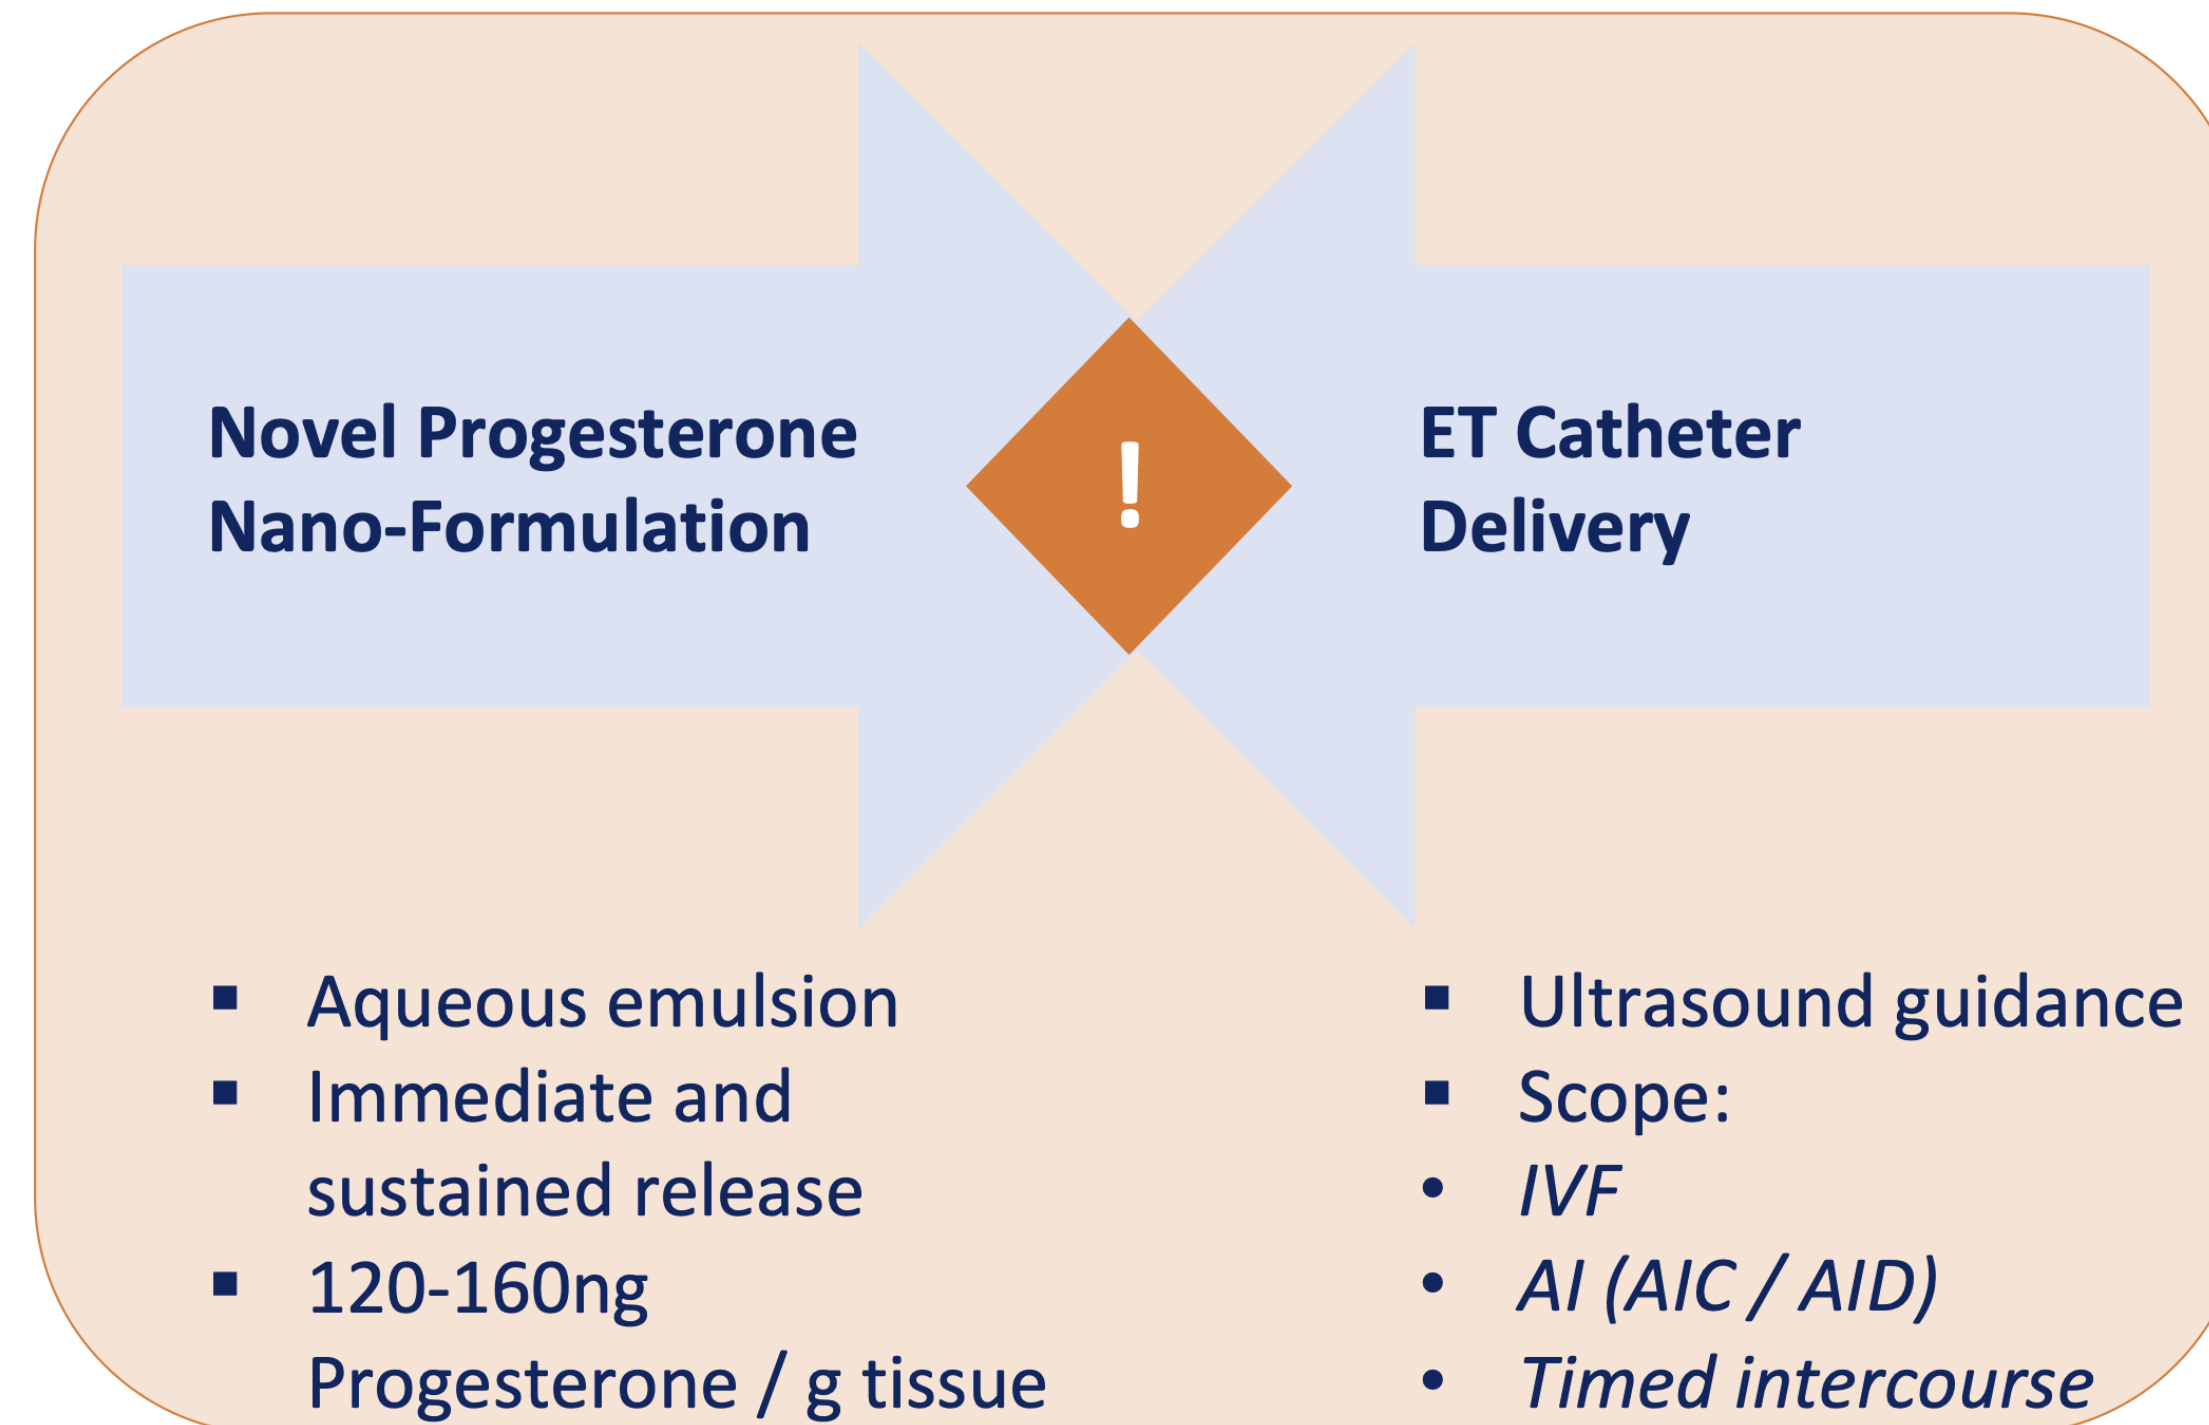 Novel Progesterone
Nano-Formulation
!
ET Catheter
Delivery
▪ Aqueous emulsion
▪ Immediate and
sustained release
▪ 120-160ng
Progesterone / g tissue
▪ Ultrasound guidance
▪ Scope:
• IVF
• AI (AIC / AID)
• Timed intercourse